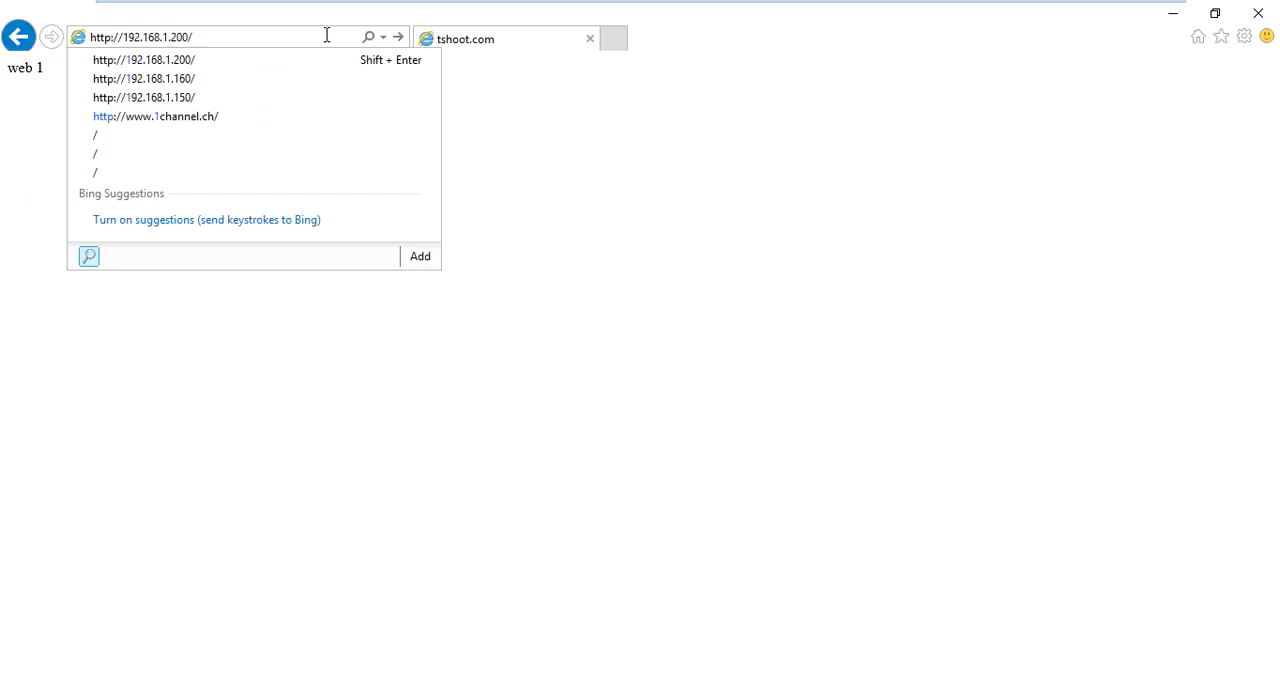 http://192.168.1.200/
tshoot.com
web 1
http://192.168.1.200/ Shift + Enter
http://192.168.1.160/
http://192.168.1.150/
http://www.1channel.ch/
/
/
/
Bing Suggestions
Turn on suggestions (send keystrokes to Bing)
Add